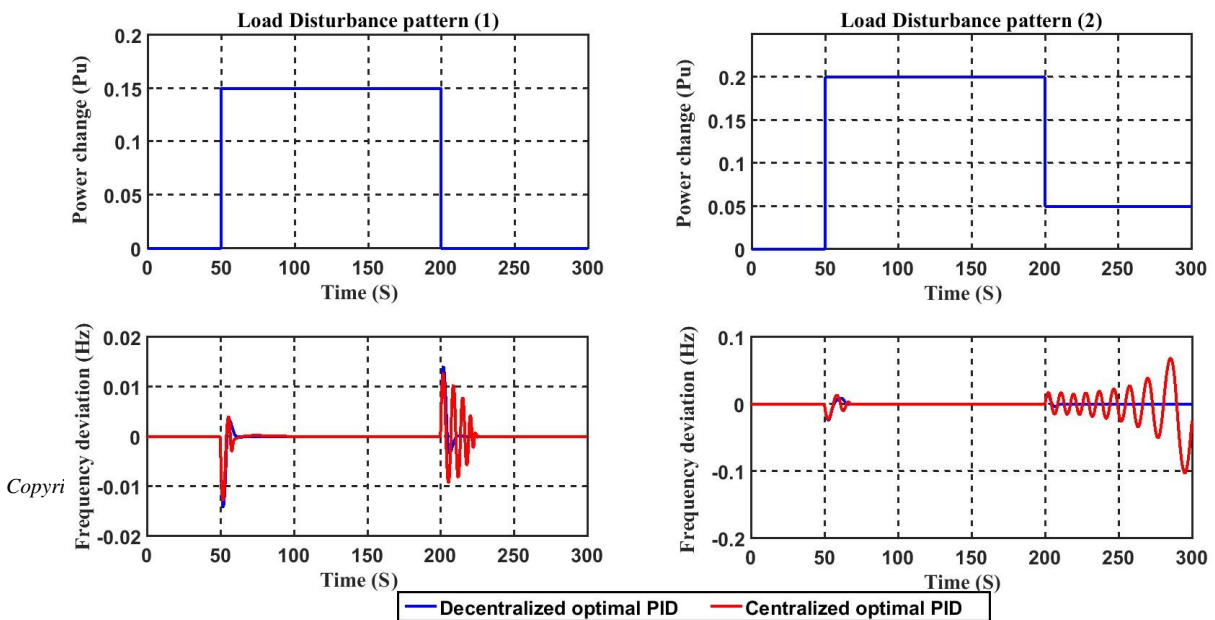 Load Disturbance pattern (1)
Power change (Pu)
0.2
0.15
0.1
0.05
0
0 50 100 150 200 250 300
Time (S)
Load Disturbance pattern (2)
Power change (Pu)
0.2
0.15
0.1
0.05
0
0 50 100 150 200 250 300
Time (S)
Frequency deviation (Hz)
0.02
0.01
0
-0.01
-0.02
0 50 100 150 200 250 300
Time (S)
Copyri
Frequency deviation (Hz)
0.1
0
-0.1
-0.2
0 50 100 150 200 250 300
Time (S)
Decentralized optimal PID Centralized optimal PID